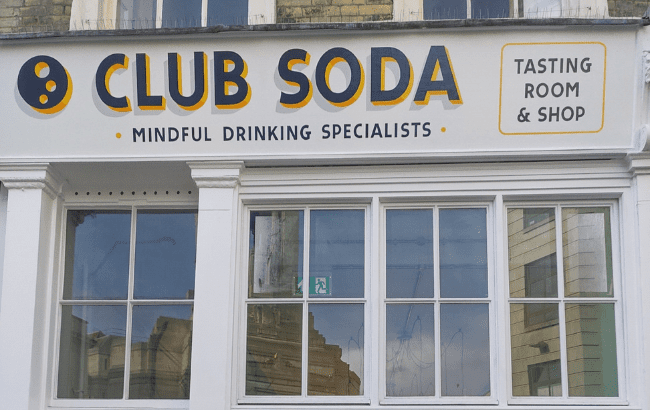 CLUB SODA
• MINDFUL DRINKING SPECIALISTS •
TASTING
ROOM
& SHOP